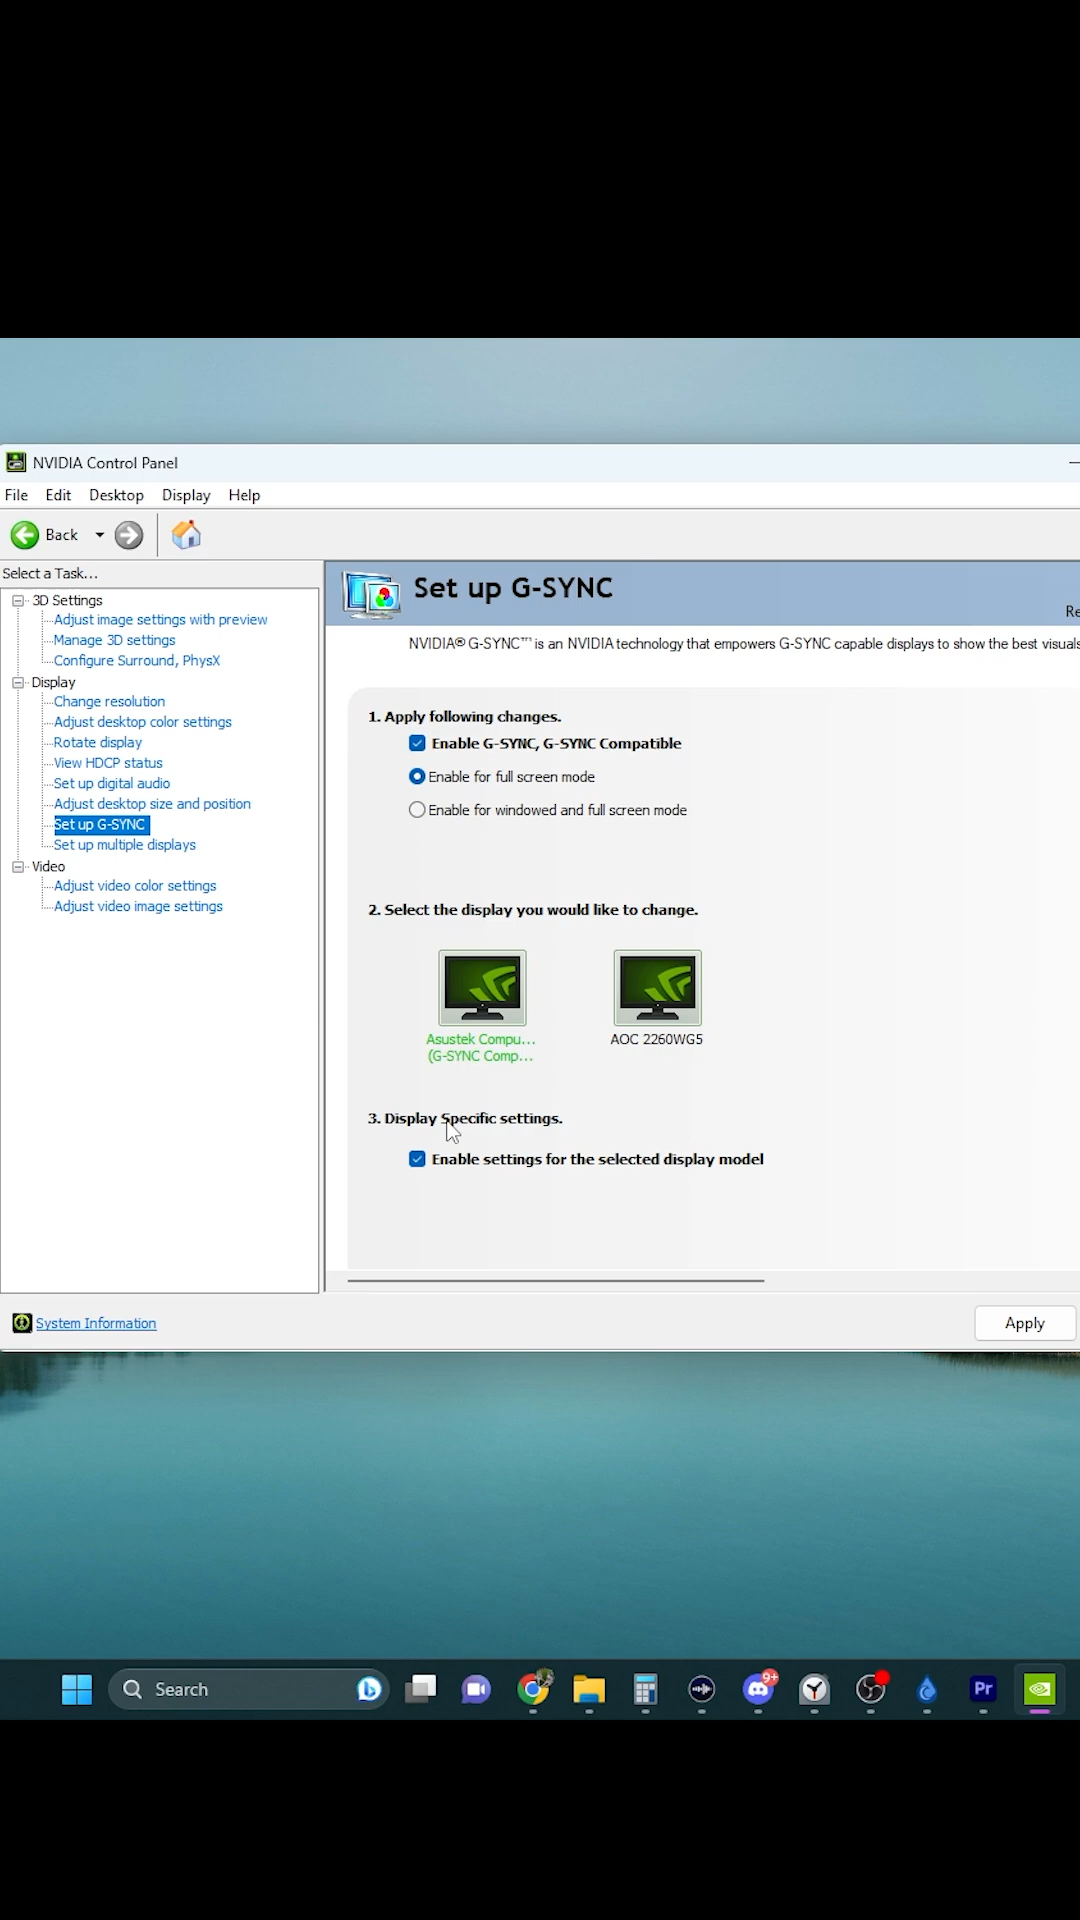 NVIDIA Control Panel
File Edit Desktop Display Help
Back
Select a Task...
3D Settings
Adjust image settings with preview
Manage 3D settings
Configure Surround, PhysX
Display
Change resolution
Adjust desktop color settings
Rotate display
View HDCP status
Set up digital audio
Adjust desktop size and position
Set up G-SYNC
Set up multiple displays
Video
Adjust video color settings
Adjust video image settings
Set up G-SYNC
Re
NVIDIA® G-SYNC™ is an NVIDIA technology that empowers G-SYNC capable displays to show the best visuals
1. Apply following changes.
Enable G-SYNC, G-SYNC Compatible
Enable for full screen mode
Enable for windowed and full screen mode
2. Select the display you would like to change.
Asustek Compu...
(G-SYNC Comp...
AOC 2260WG5
3. Display Specific settings.
Enable settings for the selected display model
System Information
Apply
Search
9+
Pr